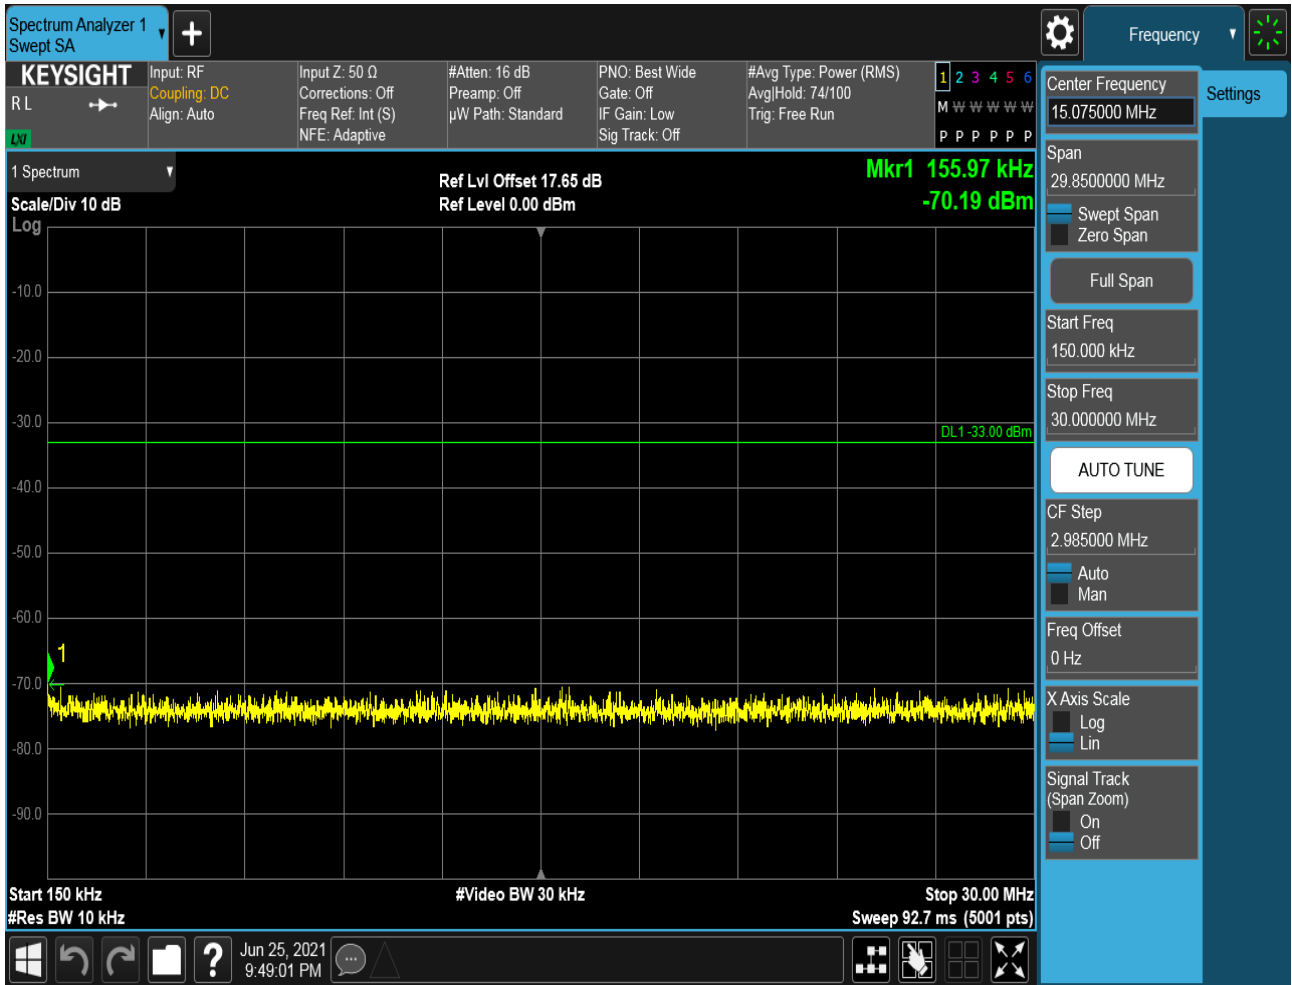 Spectrum Analyzer 1
Swept SA
Frequency
KEYSIGHT
R L
LXI
Input: RF
Coupling: DC
Align: Auto
Input Z: 50 Ω
Corrections: Off
Freq Ref: Int (S)
NFE: Adaptive
#Atten: 16 dB
Preamp: Off
µW Path: Standard
PNO: Best Wide
Gate: Off
IF Gain: Low
Sig Track: Off
#Avg Type: Power (RMS)
Avg|Hold: 74/100
Trig: Free Run
1 2 3 4 5 6
M W W W W W
P P P P P P
1 Spectrum
Scale/Div 10 dB
Log
Ref Lvl Offset 17.65 dB
Ref Level 0.00 dBm
Mkr1 155.97 kHz
-70.19 dBm
-10.0
-20.0
-30.0
DL1 -33.00 dBm
-40.0
-50.0
-60.0
1
-70.0
-80.0
-90.0
Start 150 kHz
#Video BW 30 kHz
Stop 30.00 MHz
#Res BW 10 kHz
Sweep 92.7 ms (5001 pts)
?
Jun 25, 2021
9:49:01 PM
Center Frequency
15.075000 MHz
Settings
Span
29.8500000 MHz
Swept Span
Zero Span
Full Span
Start Freq
150.000 kHz
Stop Freq
30.000000 MHz
AUTO TUNE
CF Step
2.985000 MHz
Auto
Man
Freq Offset
0 Hz
X Axis Scale
Log
Lin
Signal Track
(Span Zoom)
On
Off